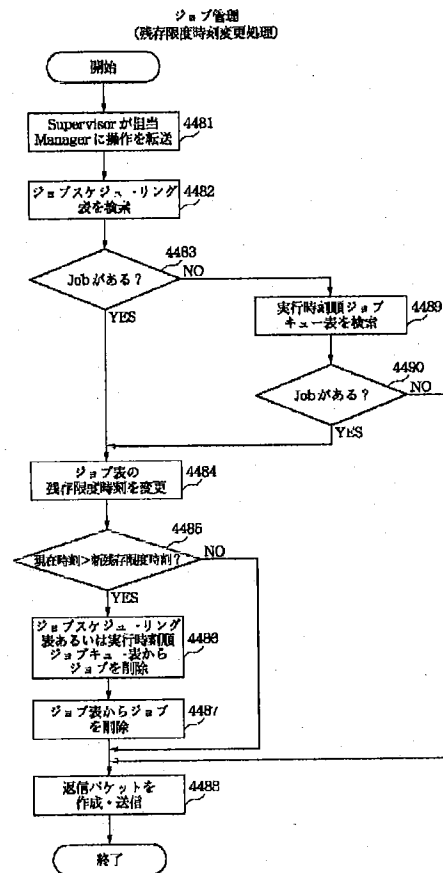 ジョブ管理
(残存限度時刻変更処理)
開始
Supervisorが担当
Managerに操作を転送
4481
ジョブスケジューリング
表を検索
4482
Jobがある?
4483
NO
YES
実行時刻順ジョブ
キュー表を検索
4489
Jobがある?
4490
NO
YES
ジョブ表の
残存限度時刻を変更
4484
現在時刻>新残存限度時刻?
4485
NO
YES
ジョブスケジューリング
表あるいは実行時刻順
ジョブキュー表から
ジョブを削除
4486
ジョブ表からジョブ
を削除
4487
返信パケットを
作成・送信
4488
終了